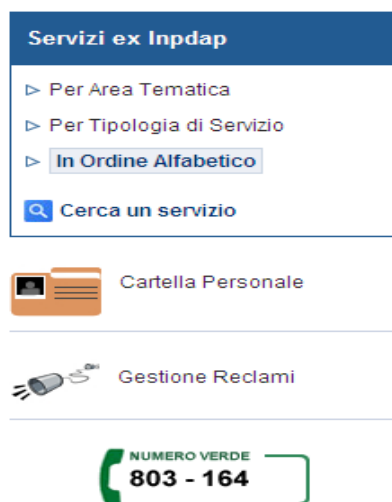 Servizi ex Inpdap
Per Area Tematica
Per Tipologia di Servizio
In Ordine Alfabetico
Cerca un servizio
Cartella Personale
Gestione Reclami
NUMERO VERDE
803 - 164